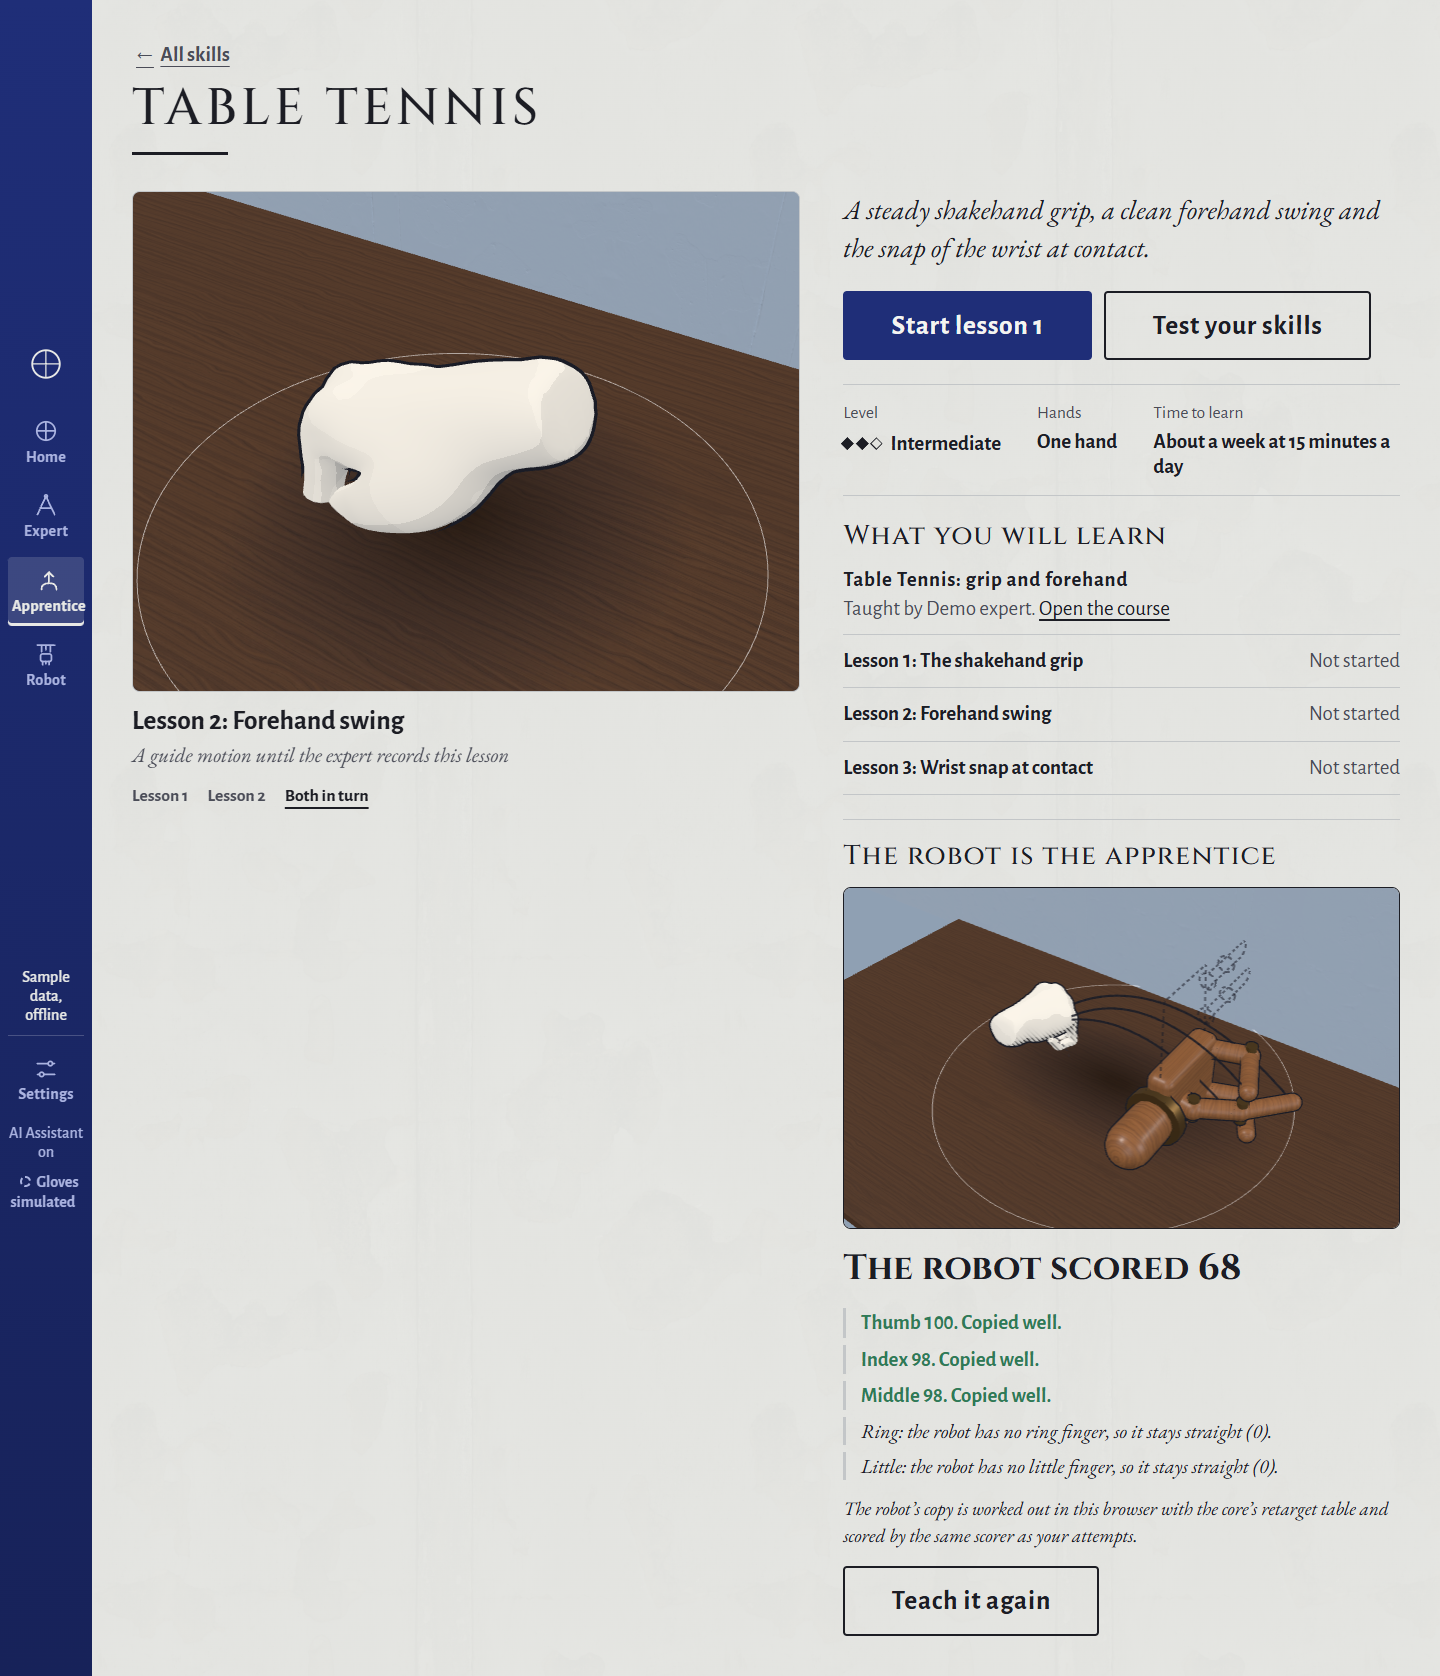 ← All skills
TABLE TENNIS
Home
Expert
Apprentice
Robot
Sample
data,
offline
Settings
AI Assistant
on
Gloves
simulated
Lesson 2: Forehand swing
A guide motion until the expert records this lesson
Lesson 1 Lesson 2 Both in turn
A steady shakehand grip, a clean forehand swing and
the snap of the wrist at contact.
Start lesson 1 Test your skills
Level Hands Time to learn
Intermediate One hand About a week at 15 minutes a
day
WHAT YOU WILL LEARN
Table Tennis: grip and forehand
Taught by Demo expert. Open the course
Lesson 1: The shakehand grip Not started
Lesson 2: Forehand swing Not started
Lesson 3: Wrist snap at contact Not started
THE ROBOT IS THE APPRENTICE
THE ROBOT SCORED 68
Thumb 100. Copied well.
Index 98. Copied well.
Middle 98. Copied well.
Ring: the robot has no ring finger, so it stays straight (0).
Little: the robot has no little finger, so it stays straight (0).
The robot's copy is worked out in this browser with the core's retarget table and
scored by the same scorer as your attempts.
Teach it again